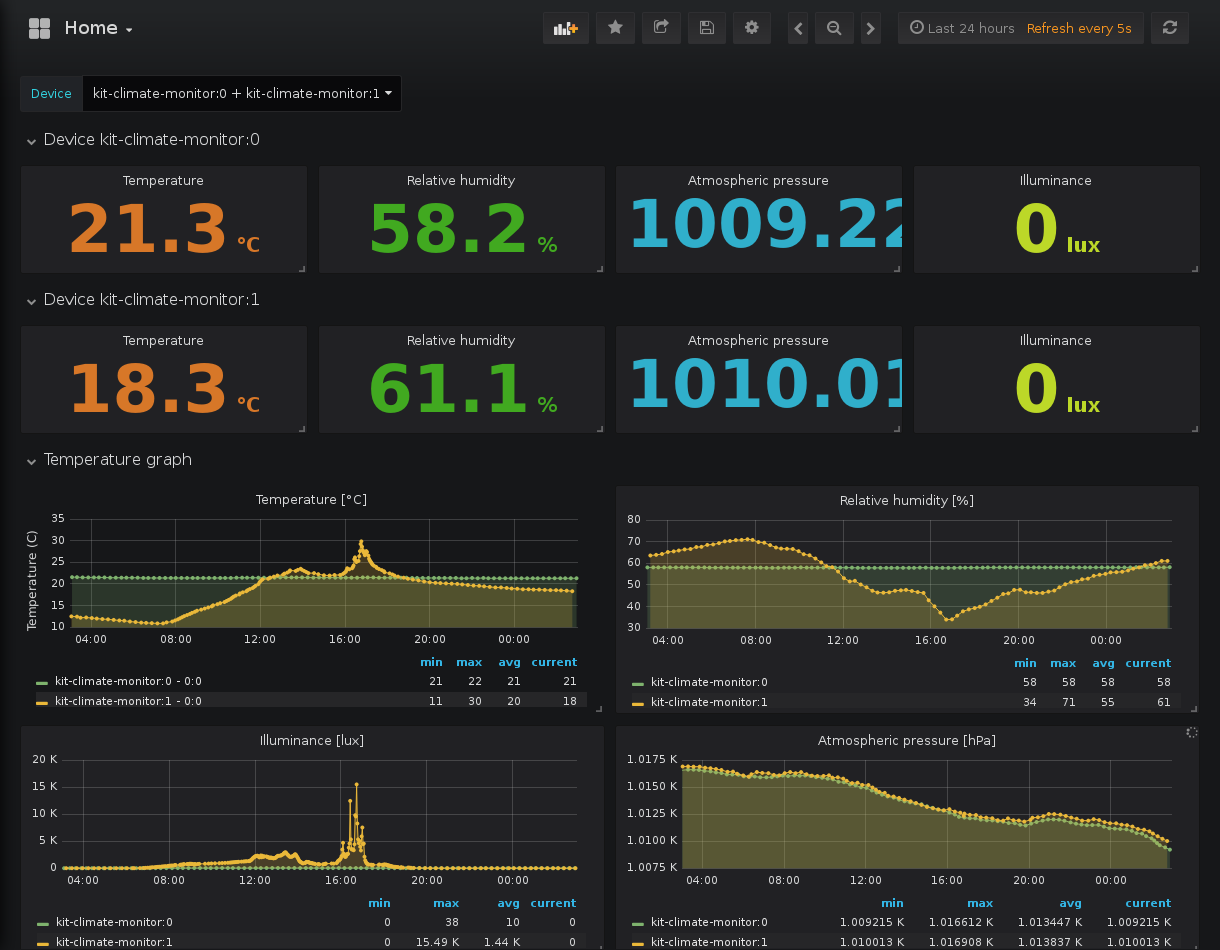 Home
Last 24 hours Refresh every 5s
Device kit-climate-monitor:0 + kit-climate-monitor:1
Device kit-climate-monitor:0
Temperature Relative humidity Atmospheric pressure Illuminance
21.3 °C 58.2 % 1009.22 0 lux
Device kit-climate-monitor:1
Temperature Relative humidity Atmospheric pressure Illuminance
18.3 °C 61.1 % 1010.01 0 lux
Temperature graph
Temperature [°C]
Temperature (C)
35
30
25
20
15
10
04:00 08:00 12:00 16:00 20:00 00:00
min max avg current
kit-climate-monitor:0 - 0:0 21 22 21 21
kit-climate-monitor:1 - 0:0 11 30 20 18
Relative humidity [%]
80
70
60
50
40
30
04:00 08:00 12:00 16:00 20:00 00:00
min max avg current
kit-climate-monitor:0 58 58 58 58
kit-climate-monitor:1 34 71 55 61
Illuminance [lux]
20 K
15 K
10 K
5 K
0
04:00 08:00 12:00 16:00 20:00 00:00
min max avg current
kit-climate-monitor:0 0 38 10 0
kit-climate-monitor:1 0 15.49 K 1.44 K 0
Atmospheric pressure [hPa]
1.0175 K
1.0150 K
1.0125 K
1.0100 K
1.0075 K
04:00 08:00 12:00 16:00 20:00 00:00
min max avg current
kit-climate-monitor:0 1.009215 K 1.016612 K 1.013447 K 1.009215 K
kit-climate-monitor:1 1.010013 K 1.016908 K 1.013837 K 1.010013 K